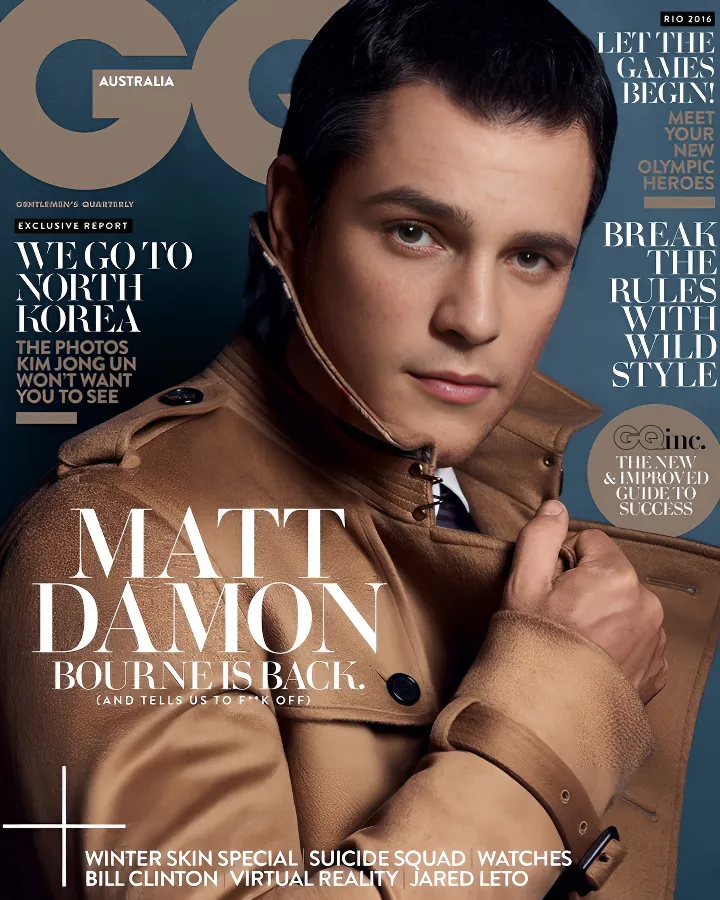 GQ
AUSTRALIA
GENTLEMEN'S QUARTERLY
EXCLUSIVE REPORT
WE GO TO
NORTH
KOREA
THE PHOTOS
KIM JONG UN
WON'T WANT
YOU TO SEE
RIO 2016
LET THE
GAMES
BEGIN!
MEET
YOUR
NEW
OLYMPIC
HEROES
BREAK
THE
RULES
WITH
WILD
STYLE
GQinc.
THE NEW
& IMPROVED
GUIDE TO
SUCCESS
MATT
DAMON
BOURNE IS BACK.
(AND TELLS US TO F**K OFF)
WINTER SKIN SPECIAL | SUICIDE SQUAD | WATCHES
BILL CLINTON | VIRTUAL REALITY | JARED LETO